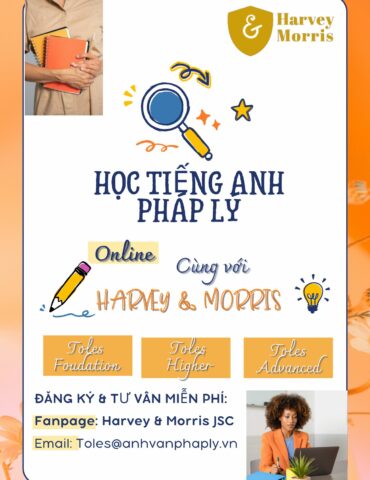 Harvey
&
Morris
HỌC TIẾNG ANH
PHÁP LÝ
Online
Cùng với
HARVEY & MORRIS
Toles
Foudation
Toles
Higher-
Toles
Advanced
ĐĂNG KÝ & TƯ VẤN MIỄN PHÍ:
Fanpage: Harvey & Morris JSC
Email: Toles@anhvanphaply.vn